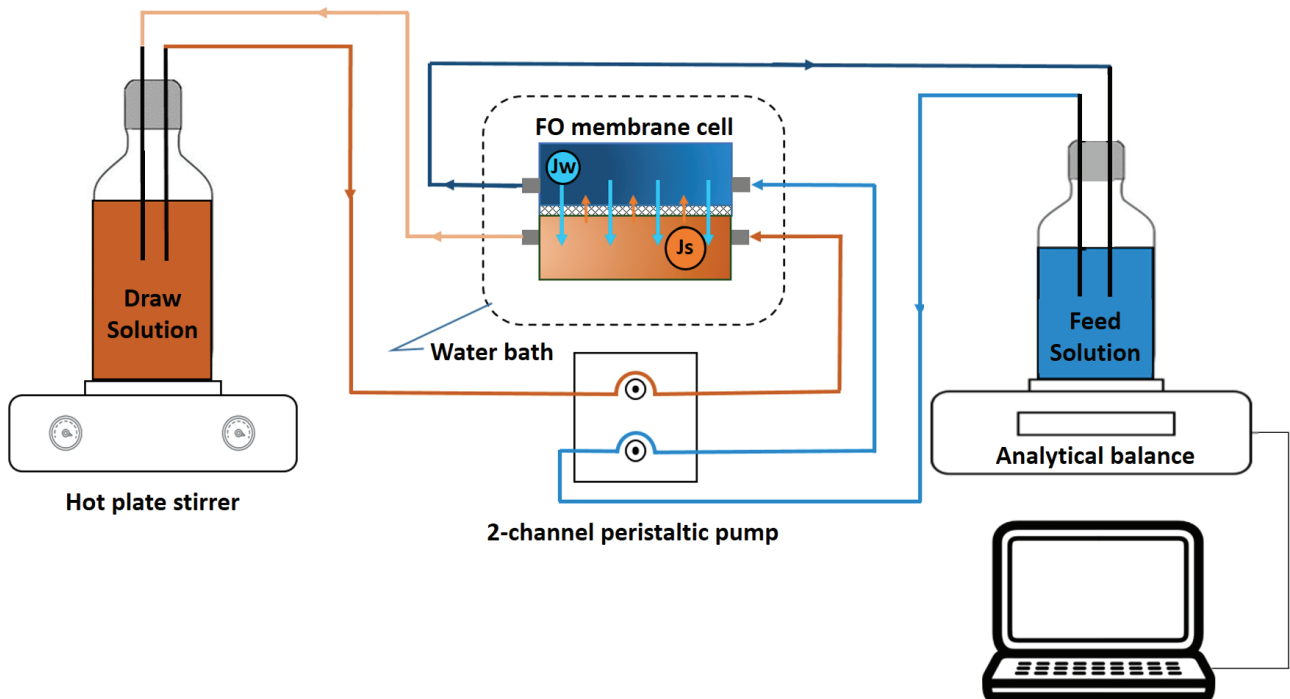 FO membrane cell
Jw
Js
Draw
Solution
Water bath
Feed
Solution
Analytical balance
Hot plate stirrer
2-channel peristaltic pump